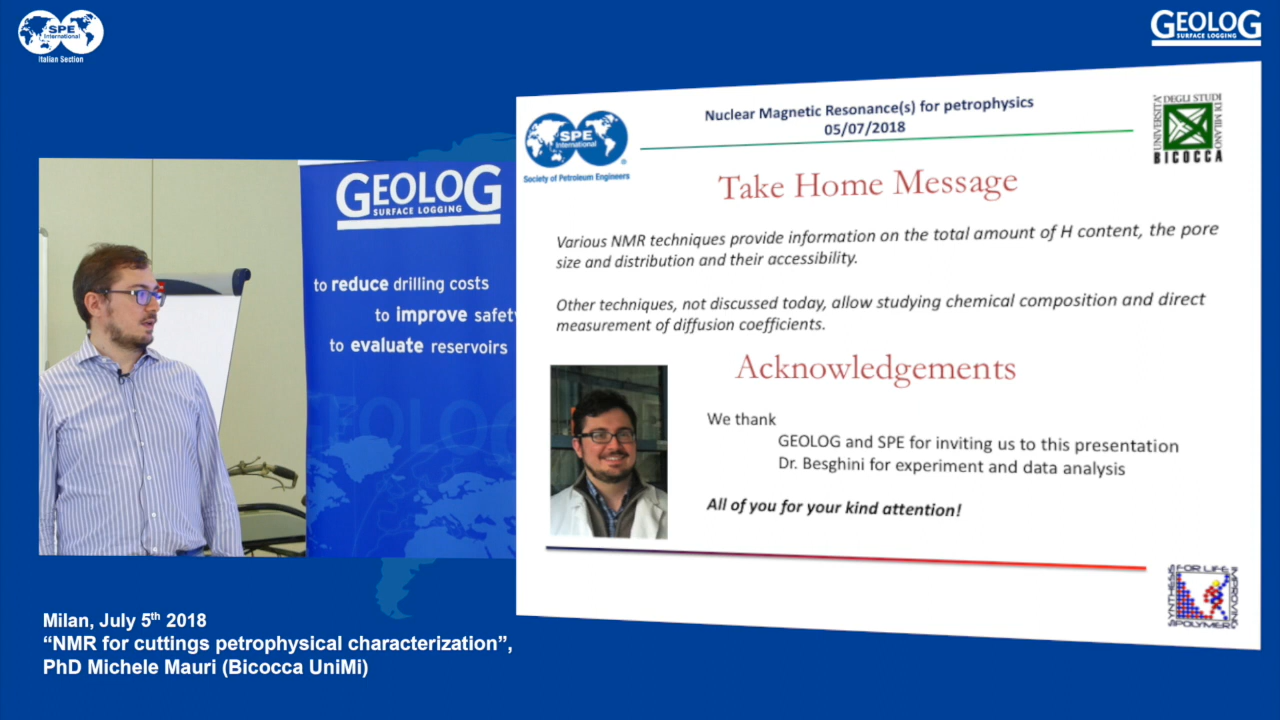 SPE
International
Italian Section
GEOLOG
SURFACE LOGGING
GEOLOG
SURFACE LOGGING
to reduce drilling costs
to improve safety
to evaluate reservoirs
SPE
International
Society of Petroleum Engineers
Nuclear Magnetic Resonance(s) for petrophysics
05/07/2018
UNIVERSITA' DEGLI STUDI DI MILANO
BICOCCA
Take Home Message
Various NMR techniques provide information on the total amount of H content, the pore
size and distribution and their accessibility.
Other techniques, not discussed today, allow studying chemical composition and direct
measurement of diffusion coefficients.
Acknowledgements
We thank
GEOLOG and SPE for inviting us to this presentation
Dr. Besghini for experiment and data analysis
All of you for your kind attention!
FOR LIFE
IMPROVING
POLYMER
SYNTHESIS
Milan, July 5th 2018
“NMR for cuttings petrophysical characterization”,
PhD Michele Mauri (Bicocca UniMi)